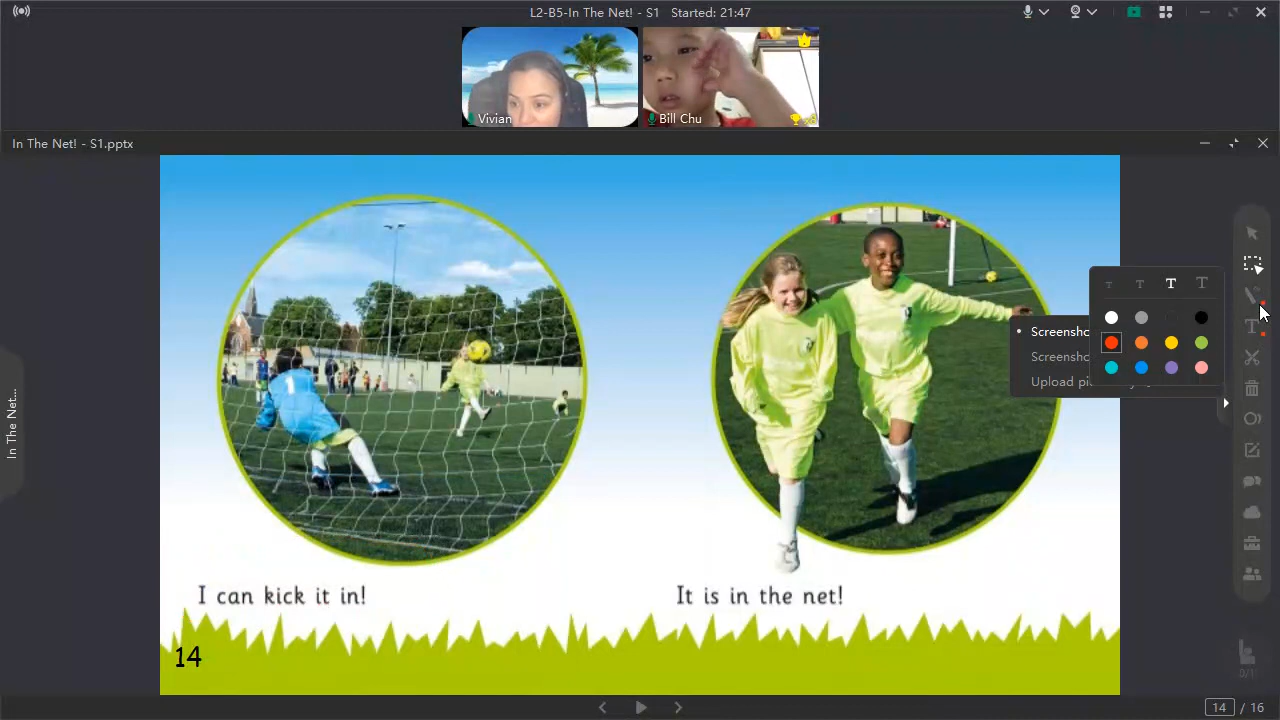 L2-B5-In The Net! - S1 Started: 21:47
Vivian
Bill Chu
In The Net! - S1.pptx
T T T T
Screensho
Screensho
Upload pi
T
In The Net...
1
I can kick it in!
It is in the net!
14
14 / 16